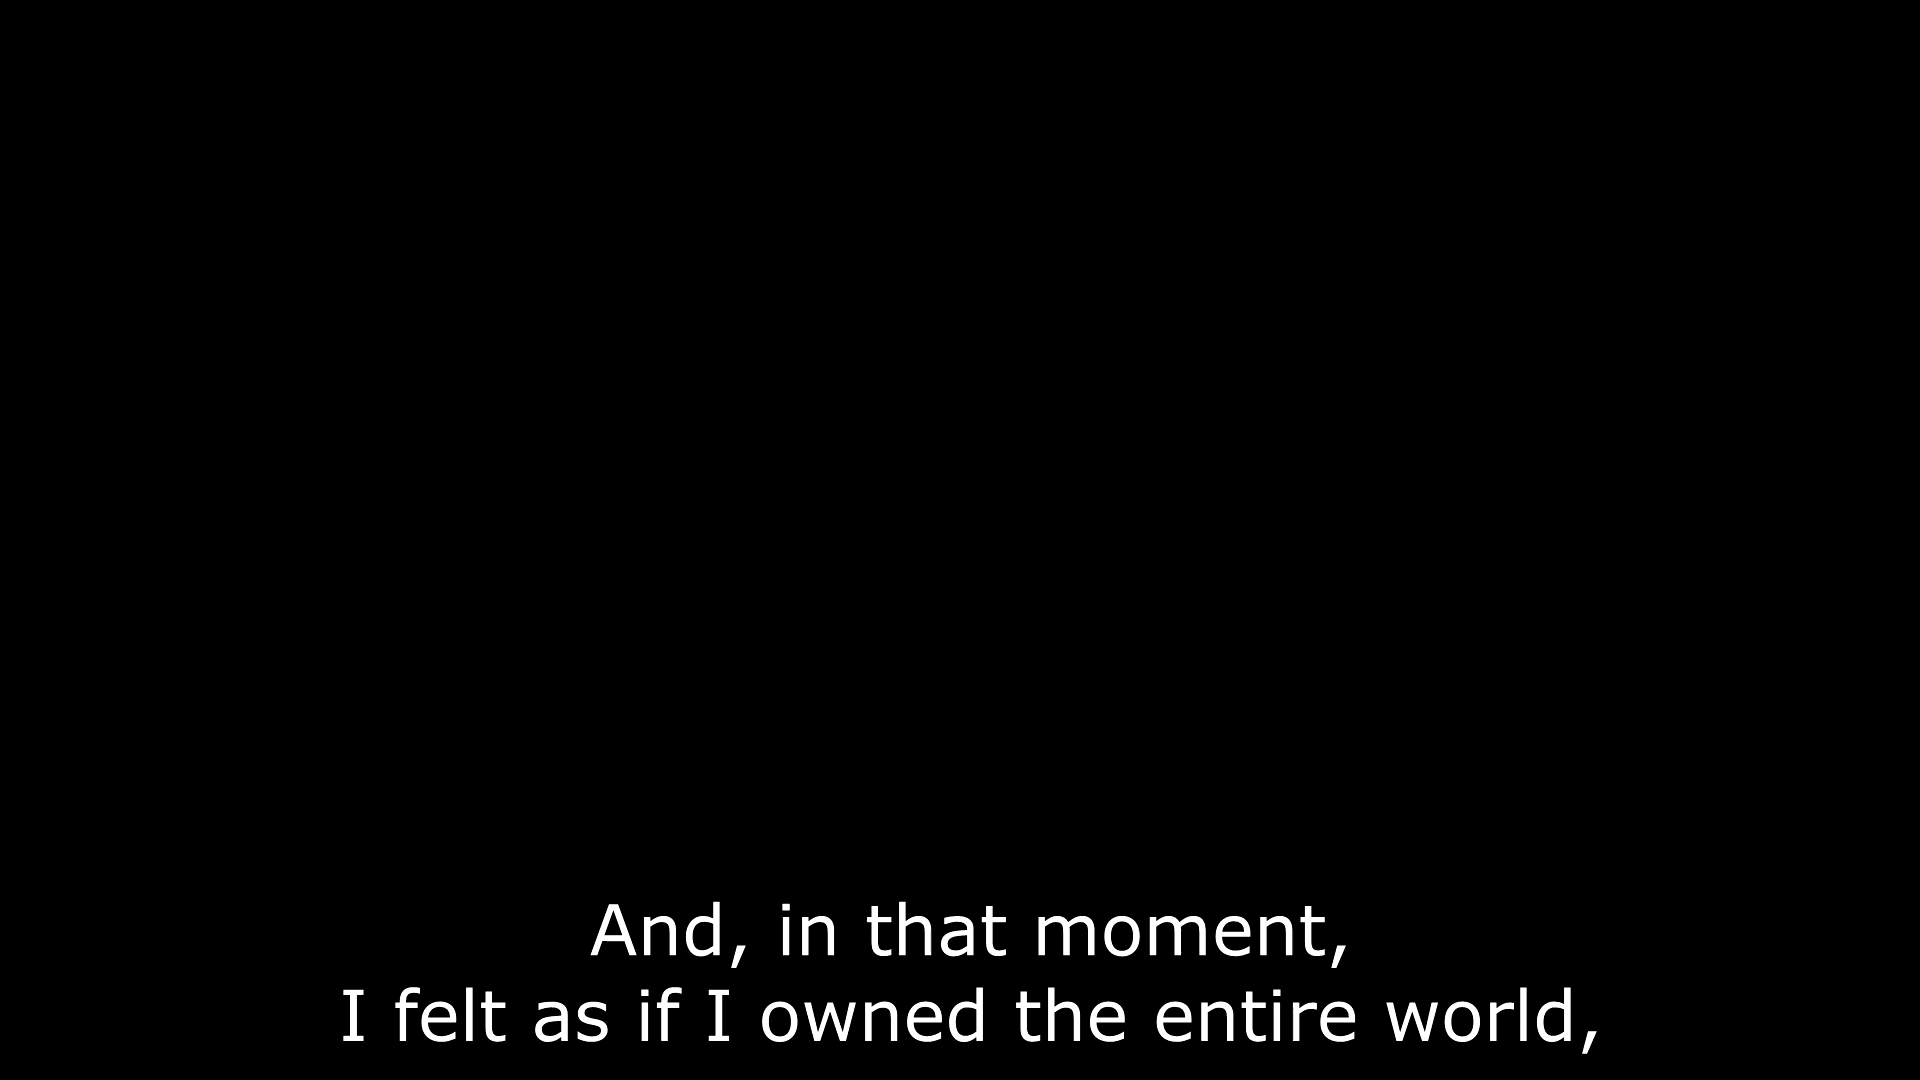 And, in that moment,
I felt as if I owned the entire world,